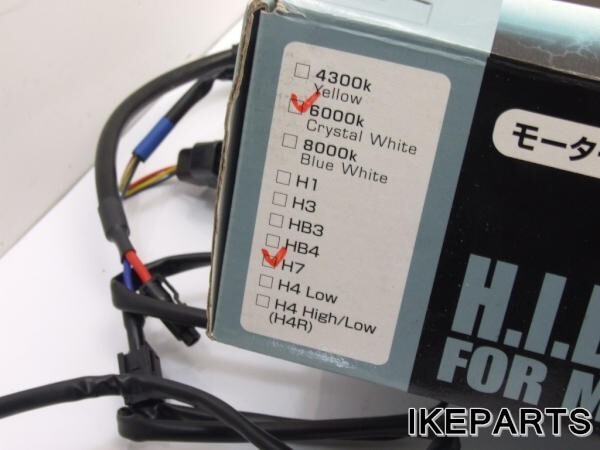 4300k
Yellow
6000k
Crystal White
8000k
Blue White
H1
H3
HB3
HB4
H7
H4 Low
H4 High/Low
(H4R)
モーター
H.I.
FOR M
IKEPARTS